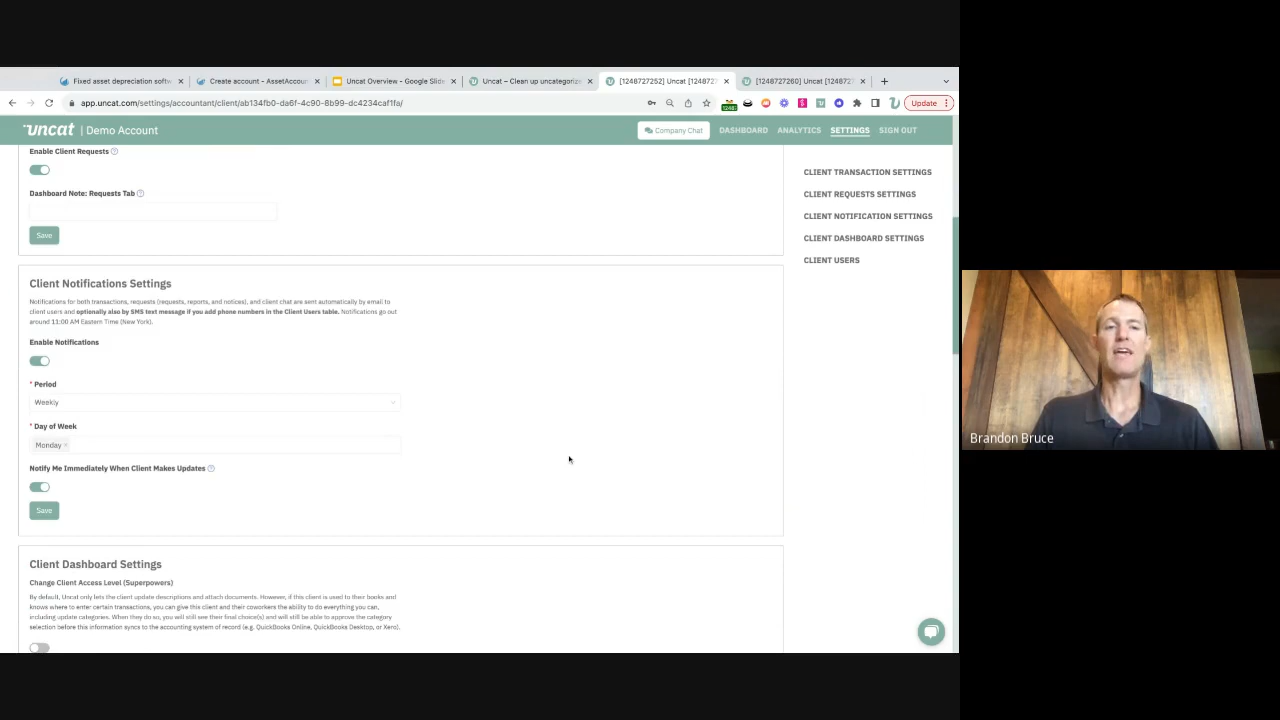 Fixed asset depreciation softw
Create account - AssetAccoun
Uncat Overview - Google Slide
Uncat – Clean up uncategoriz
[1248727252] Uncat [124872
[1248727260] Uncat [12487
app.uncat.com/settings/accountant/client/ab134fb0-da6f-4c90-8b99-dc4234caf1fa/
Update
uncat | Demo Account
Company Chat
DASHBOARD
ANALYTICS
SETTINGS
SIGN OUT
Enable Client Requests
Dashboard Note: Requests Tab
Save
CLIENT TRANSACTION SETTINGS
CLIENT REQUESTS SETTINGS
CLIENT NOTIFICATION SETTINGS
CLIENT DASHBOARD SETTINGS
CLIENT USERS
Client Notifications Settings
Notifications for both transactions, requests (requests, reports, and notices), and client chat are sent automatically by email to
client users and optionally also by SMS text message if you add phone numbers in the Client Users table. Notifications go out
around 11:00 AM Eastern Time (New York).
Enable Notifications
* Period
Weekly
* Day of Week
Monday
Notify Me Immediately When Client Makes Updates
Save
Client Dashboard Settings
Change Client Access Level (Superpowers)
By default, Uncat only lets the client update descriptions and attach documents. However, if this client is used to their books and
knows where to enter certain transactions, you can give this client and their coworkers the ability to do everything you can,
including update categories. When they do so, you will still see their final choice(s) and will still be able to approve the category
selection before this information syncs to the accounting system of record (e.g. QuickBooks Online, QuickBooks Desktop, or Xero).
Brandon Bruce